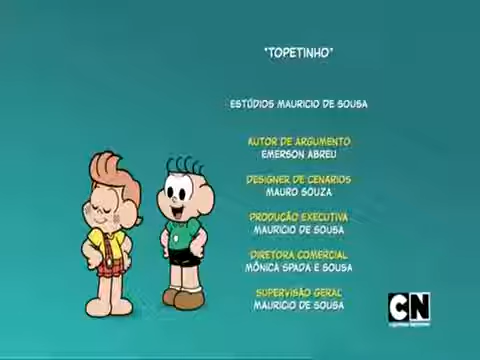 "TOPETINHO"
ESTÚDIOS MAURICIO DE SOUSA
AUTOR DE ARGUMENTO
EMERSON ABREU
DESIGNER DE CENÁRIOS
MAURO SOUZA
PRODUÇÃO EXECUTIVA
MAURICIO DE SOUSA
DIRETORA COMERCIAL
MÔNICA SPADA E SOUSA
SUPERVISÃO GERAL
MAURICIO DE SOUSA
CN